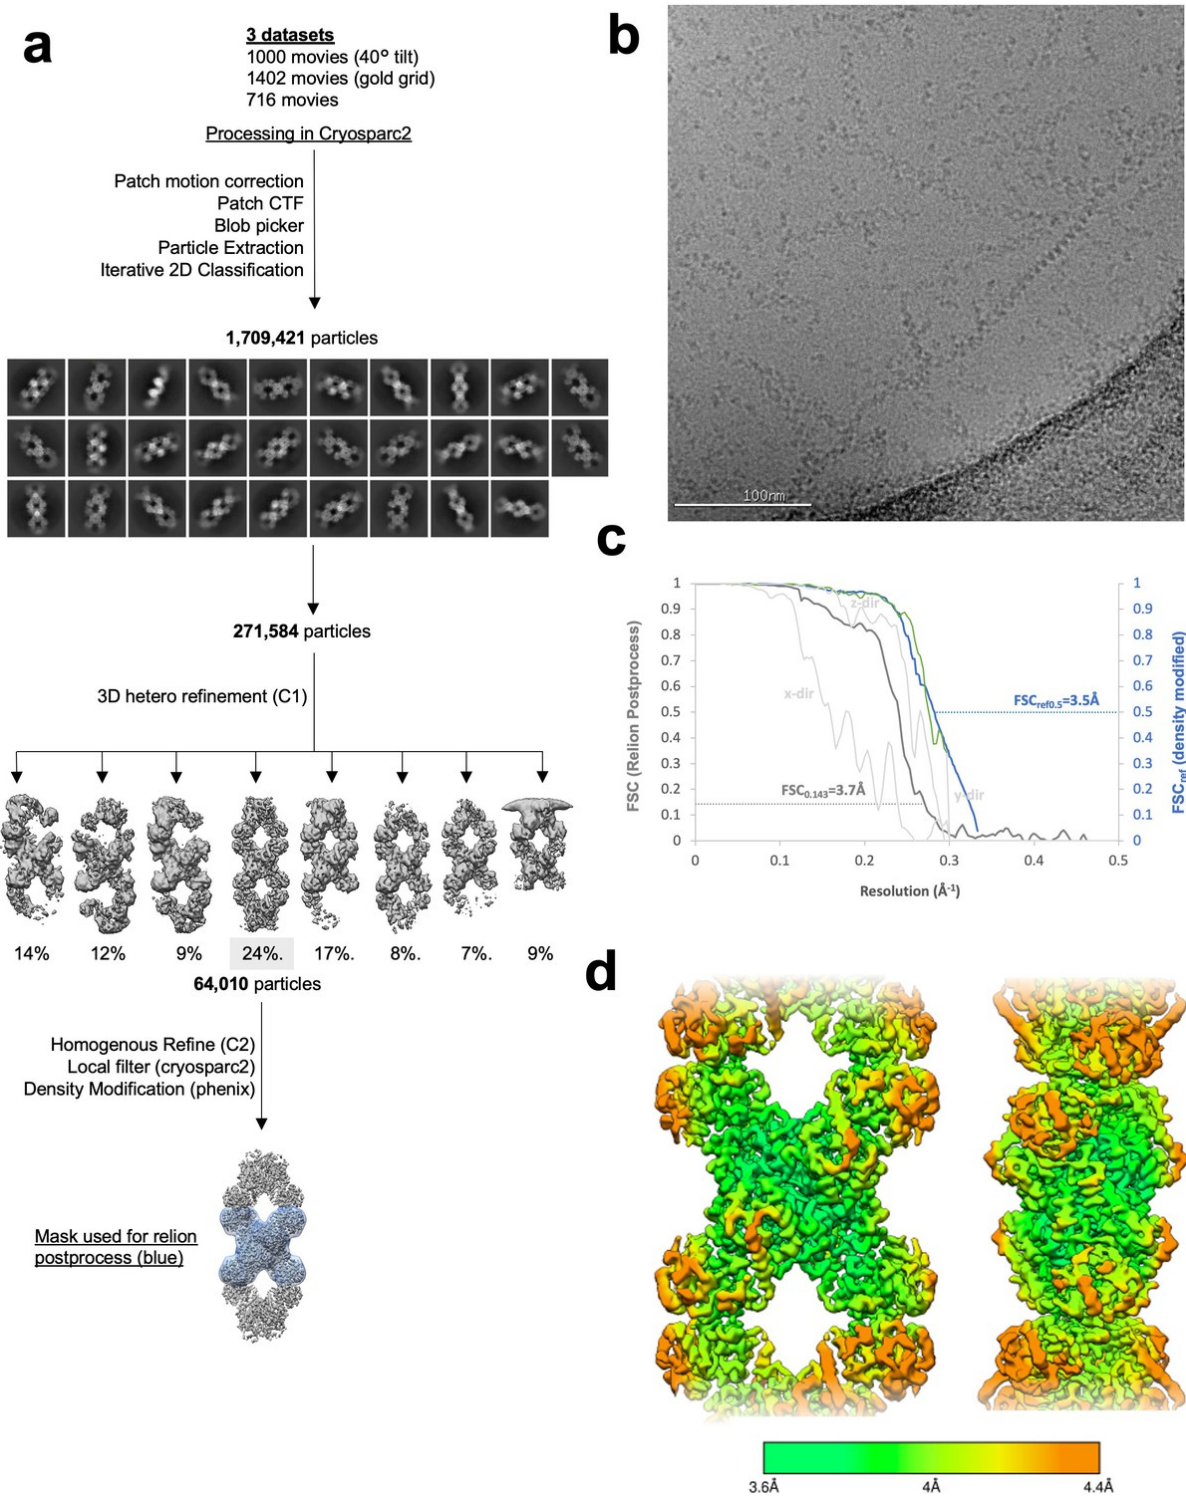 a
3 datasets
1000 movies (40° tilt)
1402 movies (gold grid)
716 movies
Processing in Cryosparc2
Patch motion correction
Patch CTF
Blob picker
Particle Extraction
Iterative 2D Classification
1,709,421 particles
271,584 particles
3D hetero refinement (C1)
14% 12% 9% 24%. 17%. 8%. 7%. 9%
64,010 particles
Homogenous Refine (C2)
Local filter (cryosparc2)
Density Modification (phenix)
Mask used for relion
postprocess (blue)
b
100nm
c
FSC (Relion Postprocess)
1
0.9
0.8
0.7
0.6
0.5
0.4
0.3
0.2
0.1
0
z-dir
x-dir
y-dir
FSCref0.5=3.5Å
FSC0.143=3.7Å
1
0.9
0.8
0.7
0.6
0.5
0.4
0.3
0.2
0.1
0
FSCref (density modified)
0 0.1 0.2 0.3 0.4 0.5
Resolution (Å-1)
d
3.6Å 4Å 4.4Å